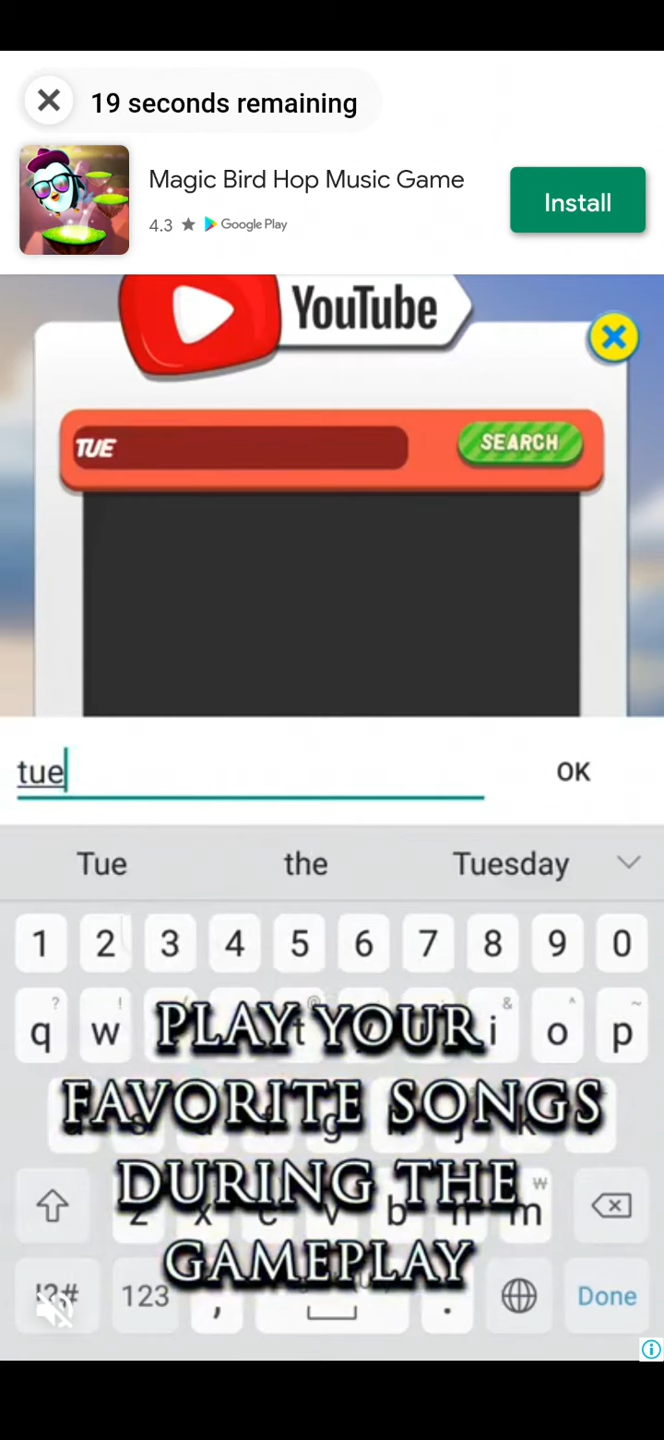 19 seconds remaining
Magic Bird Hop Music Game
4.3 ★ Google Play
Install
YouTube
TUE
SEARCH
tue
OK
Tue the Tuesday
1 2 3 4 5 6 7 8 9 0
? ! @ & ^ ~
q w t i o p
PLAY YOUR
FAVORITE SONGS
g j k
DURING THE
z x c v b n m
GAMEPLAY
!?# 123 , . Done